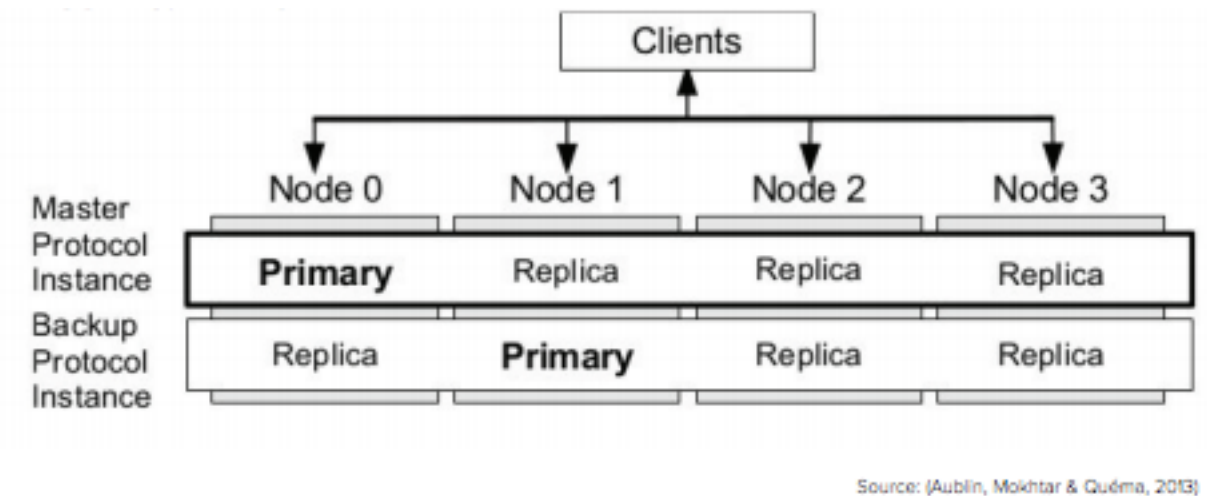 Clients
Node 0 Node 1 Node 2 Node 3
Master
Protocol
Instance
Primary Replica Replica Replica
Backup
Protocol
Instance
Replica Primary Replica Replica
Source: (Aublin, Mokhtar & Quéma, 2013)